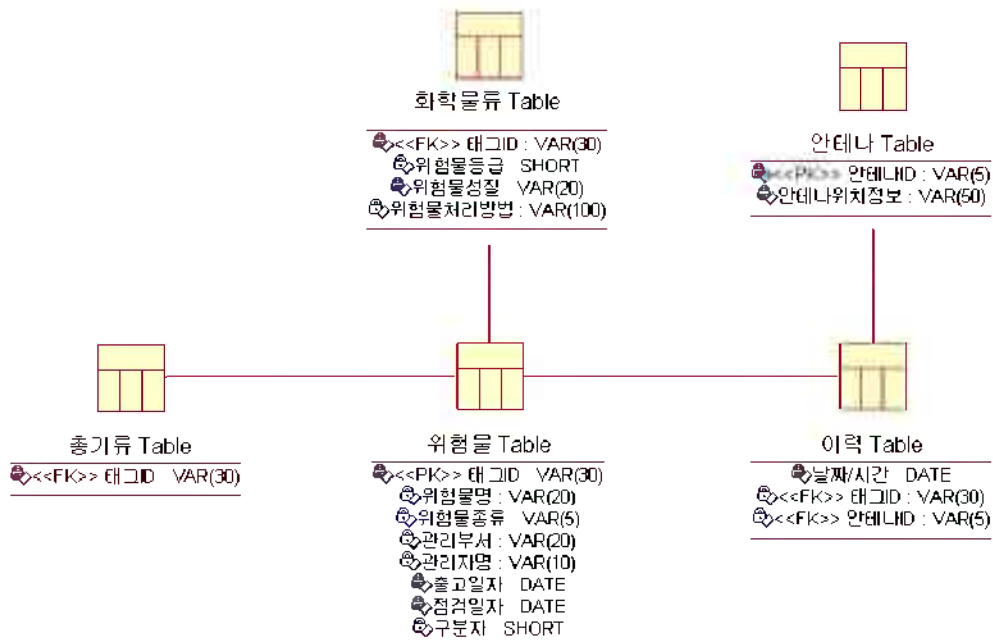 화학물류 Table
<<FK>> 태그ID : VAR(30)
위험물등급 SHORT
위험물성질 VAR(20)
위험물처리방법 : VAR(100)
안테나 Table
<<PK>> 안테나ID : VAR(5)
안테나위치정보 : VAR(50)
총기류 Table
<<FK>> 태그ID VAR(30)
위험물 Table
<<PK>> 태그ID : VAR(30)
위험물명 : VAR(20)
위험물종류 VAR(5)
관리부서 : VAR(20)
관리자명 : VAR(10)
출고일자 DATE
점검일자 DATE
구분자 SHORT
이력 Table
날짜/시간 DATE
<<FK>> 태그ID : VAR(30)
<<FK>> 안테나ID : VAR(5)